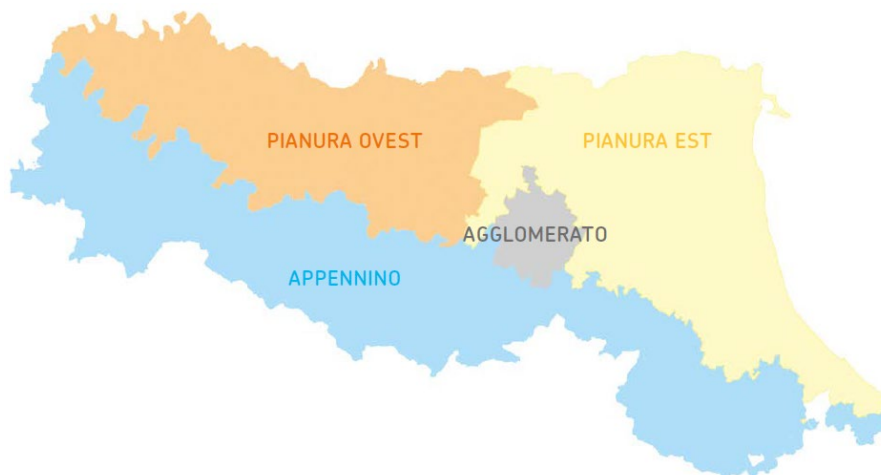 PIANURA OVEST
PIANURA EST
AGGLOMERATO
APPENNINO